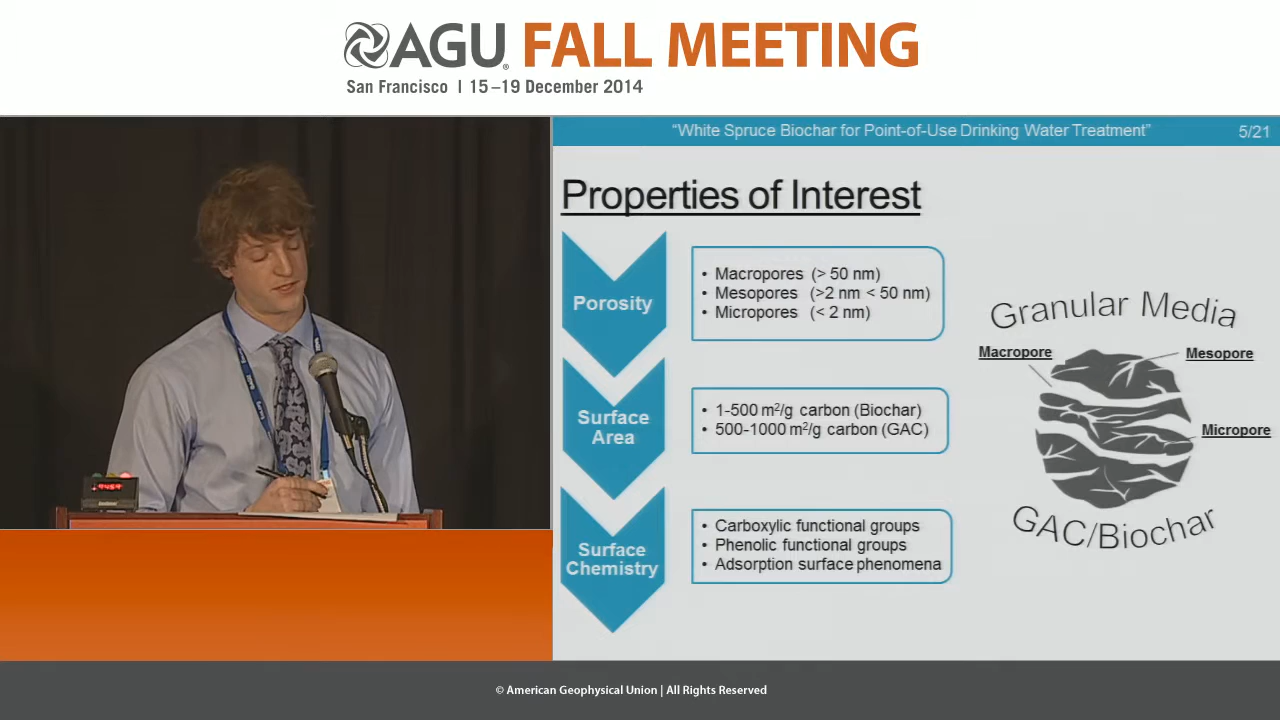 AGU FALL MEETING
San Francisco | 15–19 December 2014
“White Spruce Biochar for Point-of-Use Drinking Water Treatment”
5/21
Properties of Interest
Porosity
• Macropores (> 50 nm)
• Mesopores (>2 nm < 50 nm)
• Micropores (< 2 nm)
Surface
Area
• 1-500 m²/g carbon (Biochar)
• 500-1000 m²/g carbon (GAC)
Surface
Chemistry
• Carboxylic functional groups
• Phenolic functional groups
• Adsorption surface phenomena
Granular Media
Macropore
Mesopore
Micropore
GAC/Biochar
© American Geophysical Union | All Rights Reserved